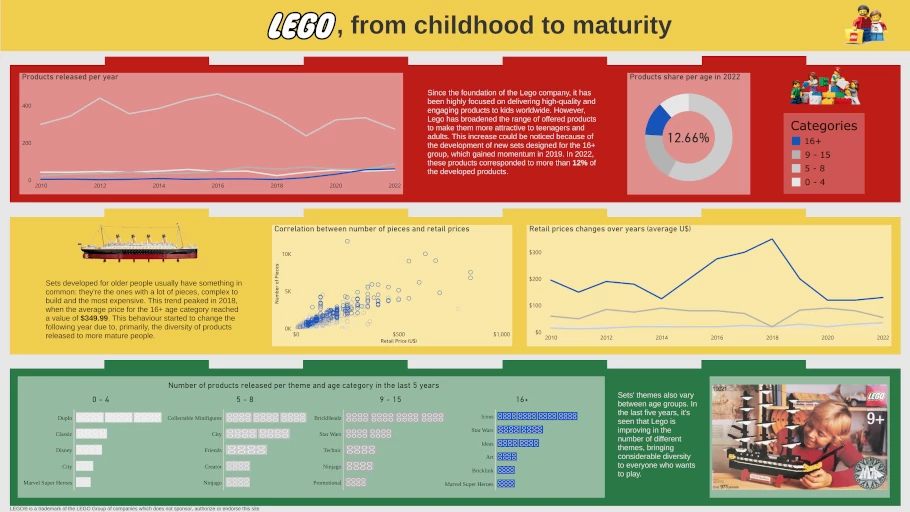 LEGO, from childhood to maturity
Products released per year
400
200
0
2010
2012
2014
2016
2018
2020
2022
Since the foundation of the Lego company, it has
been highly focused on delivering high-quality and
engaging products to kids worldwide. However,
Lego has broadened the range of offered products
to make them more attractive to teenagers and
adults. This increase could be noticed because of
the development of new sets designed for the 16+
group, which gained momentum in 2019. In 2022,
these products corresponded to more than 12% of
the developed products.
Products share per age in 2022
12.66%
Categories
16+
9 - 15
5 - 8
0 - 4
Sets developed for older people usually have something in
common: they're the ones with a lot of pieces, complex to
build and the most expensive. This trend peaked in 2018,
when the average price for the 16+ age category reached
a value of $349.99. This behaviour started to change the
following year due to, primarily, the diversity of products
released to more mature people.
Correlation between number of pieces and retail prices
Number of Pieces
10K
5K
0K
$0
$500
$1,000
Retail Price (U$)
Retail prices changes over years (average U$)
$300
$200
$100
$0
2010
2012
2014
2016
2018
2020
2022
Number of products released per theme and age category in the last 5 years
0 - 4
Duplo
Classic
Disney
City
Marvel Super Heroes
5 - 8
Collectable Minifigures
City
Friends
Creator
Ninjago
9 - 15
Brickheadz
Star Wars
Technic
Ninjago
Promotional
16+
Icons
Star Wars
Ideas
Art
Bricklink
Marvel Super Heroes
Sets' themes also vary
between age groups. In
the last five years, it's
seen that Lego is
improving in the
number of different
themes, bringing
considerable diversity
to everyone who wants
to play.
10021
LEGO
9+
LEGO® is a trademark of the LEGO Group of companies which does not sponsor, authorize or endorse this site